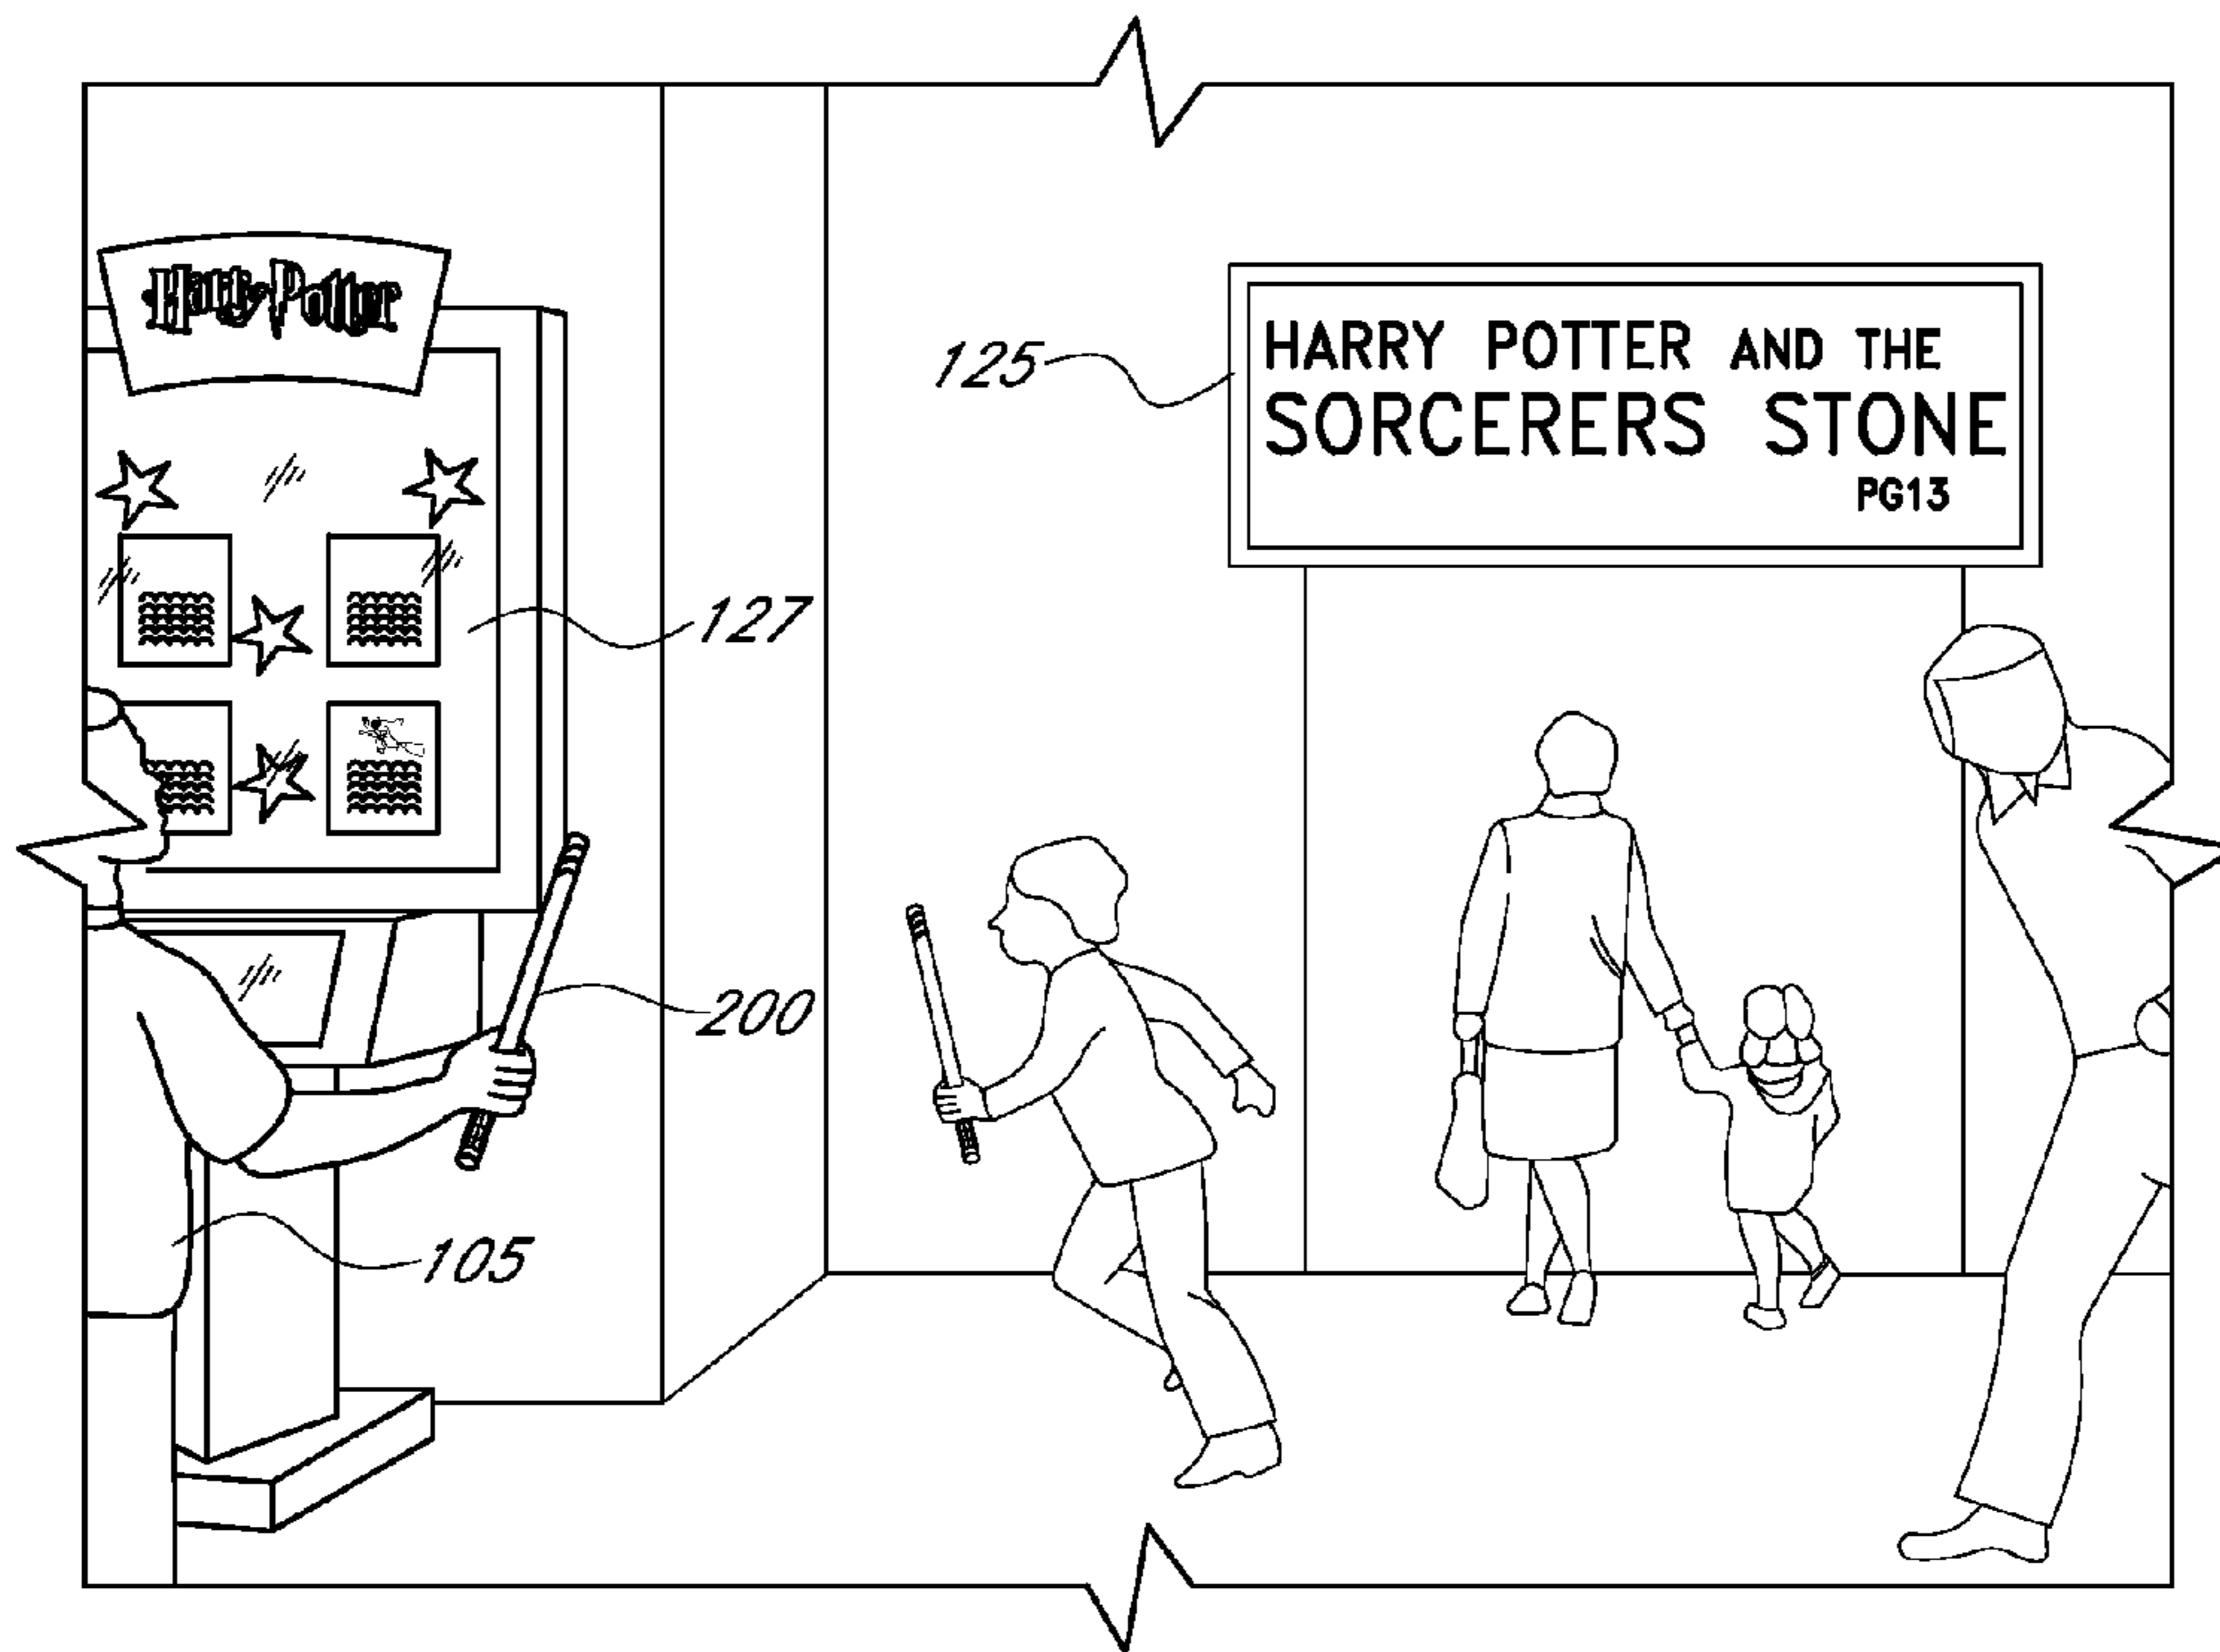 Harry Potter
125
HARRY POTTER AND THE
SORCERERS STONE
PG13
127
200
105